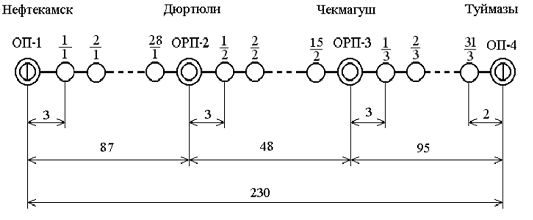 Нефтекамск Дюртюли Чекмагуш Туймазы
ОП-1 1/1 2/1 28/1 ОРП-2 1/2 2/2 15/2 ОРП-3 1/3 2/3 31/3 ОП-4
3 3 3 2
87 48 95
230